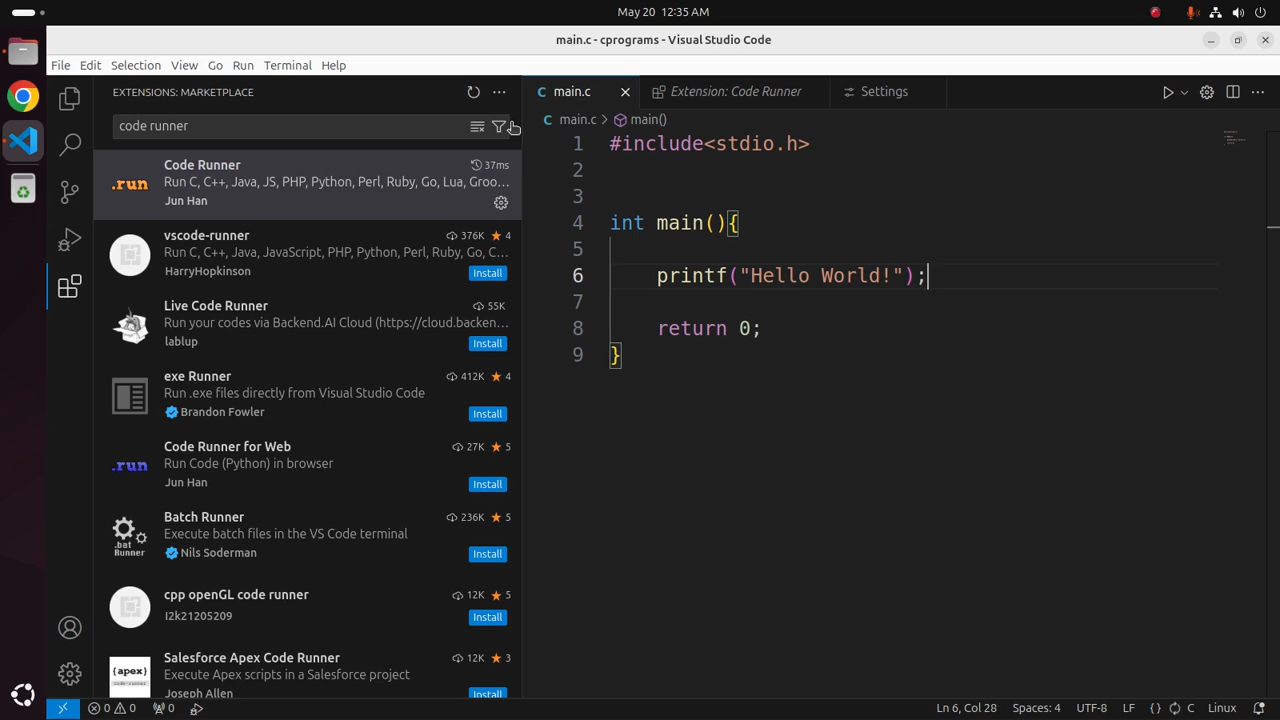 May 20 12:35 AM
main.c - cprograms - Visual Studio Code
File Edit Selection View Go Run Terminal Help
EXTENSIONS: MARKETPLACE
code runner
Code Runner 37ms
Run C, C++, Java, JS, PHP, Python, Perl, Ruby, Go, Lua, Groo...
Jun Han
vscode-runner 376K 4
Run C, C++, Java, JavaScript, PHP, Python, Perl, Ruby, Go, C...
HarryHopkinson Install
Live Code Runner 55K
Run your codes via Backend.AI Cloud (https://cloud.backen...
lablup Install
exe Runner 412K 4
Run .exe files directly from Visual Studio Code
Brandon Fowler Install
Code Runner for Web 27K 5
Run Code (Python) in browser
Jun Han Install
Batch Runner 236K 5
Execute batch files in the VS Code terminal
Nils Soderman Install
cpp openGL code runner 12K 5
l2k21205209 Install
Salesforce Apex Code Runner 12K 3
Execute Apex scripts in a Salesforce project
Joseph Allen Install
.run
.run
.bat
Runner
{apex}
main.c Extension: Code Runner Settings
main.c > main()
1 #include<stdio.h>
2
3
4 int main(){
5
6 printf("Hello World!");
7
8 return 0;
9 }
0 0 0
Ln 6, Col 28 Spaces: 4 UTF-8 LF {} C Linux